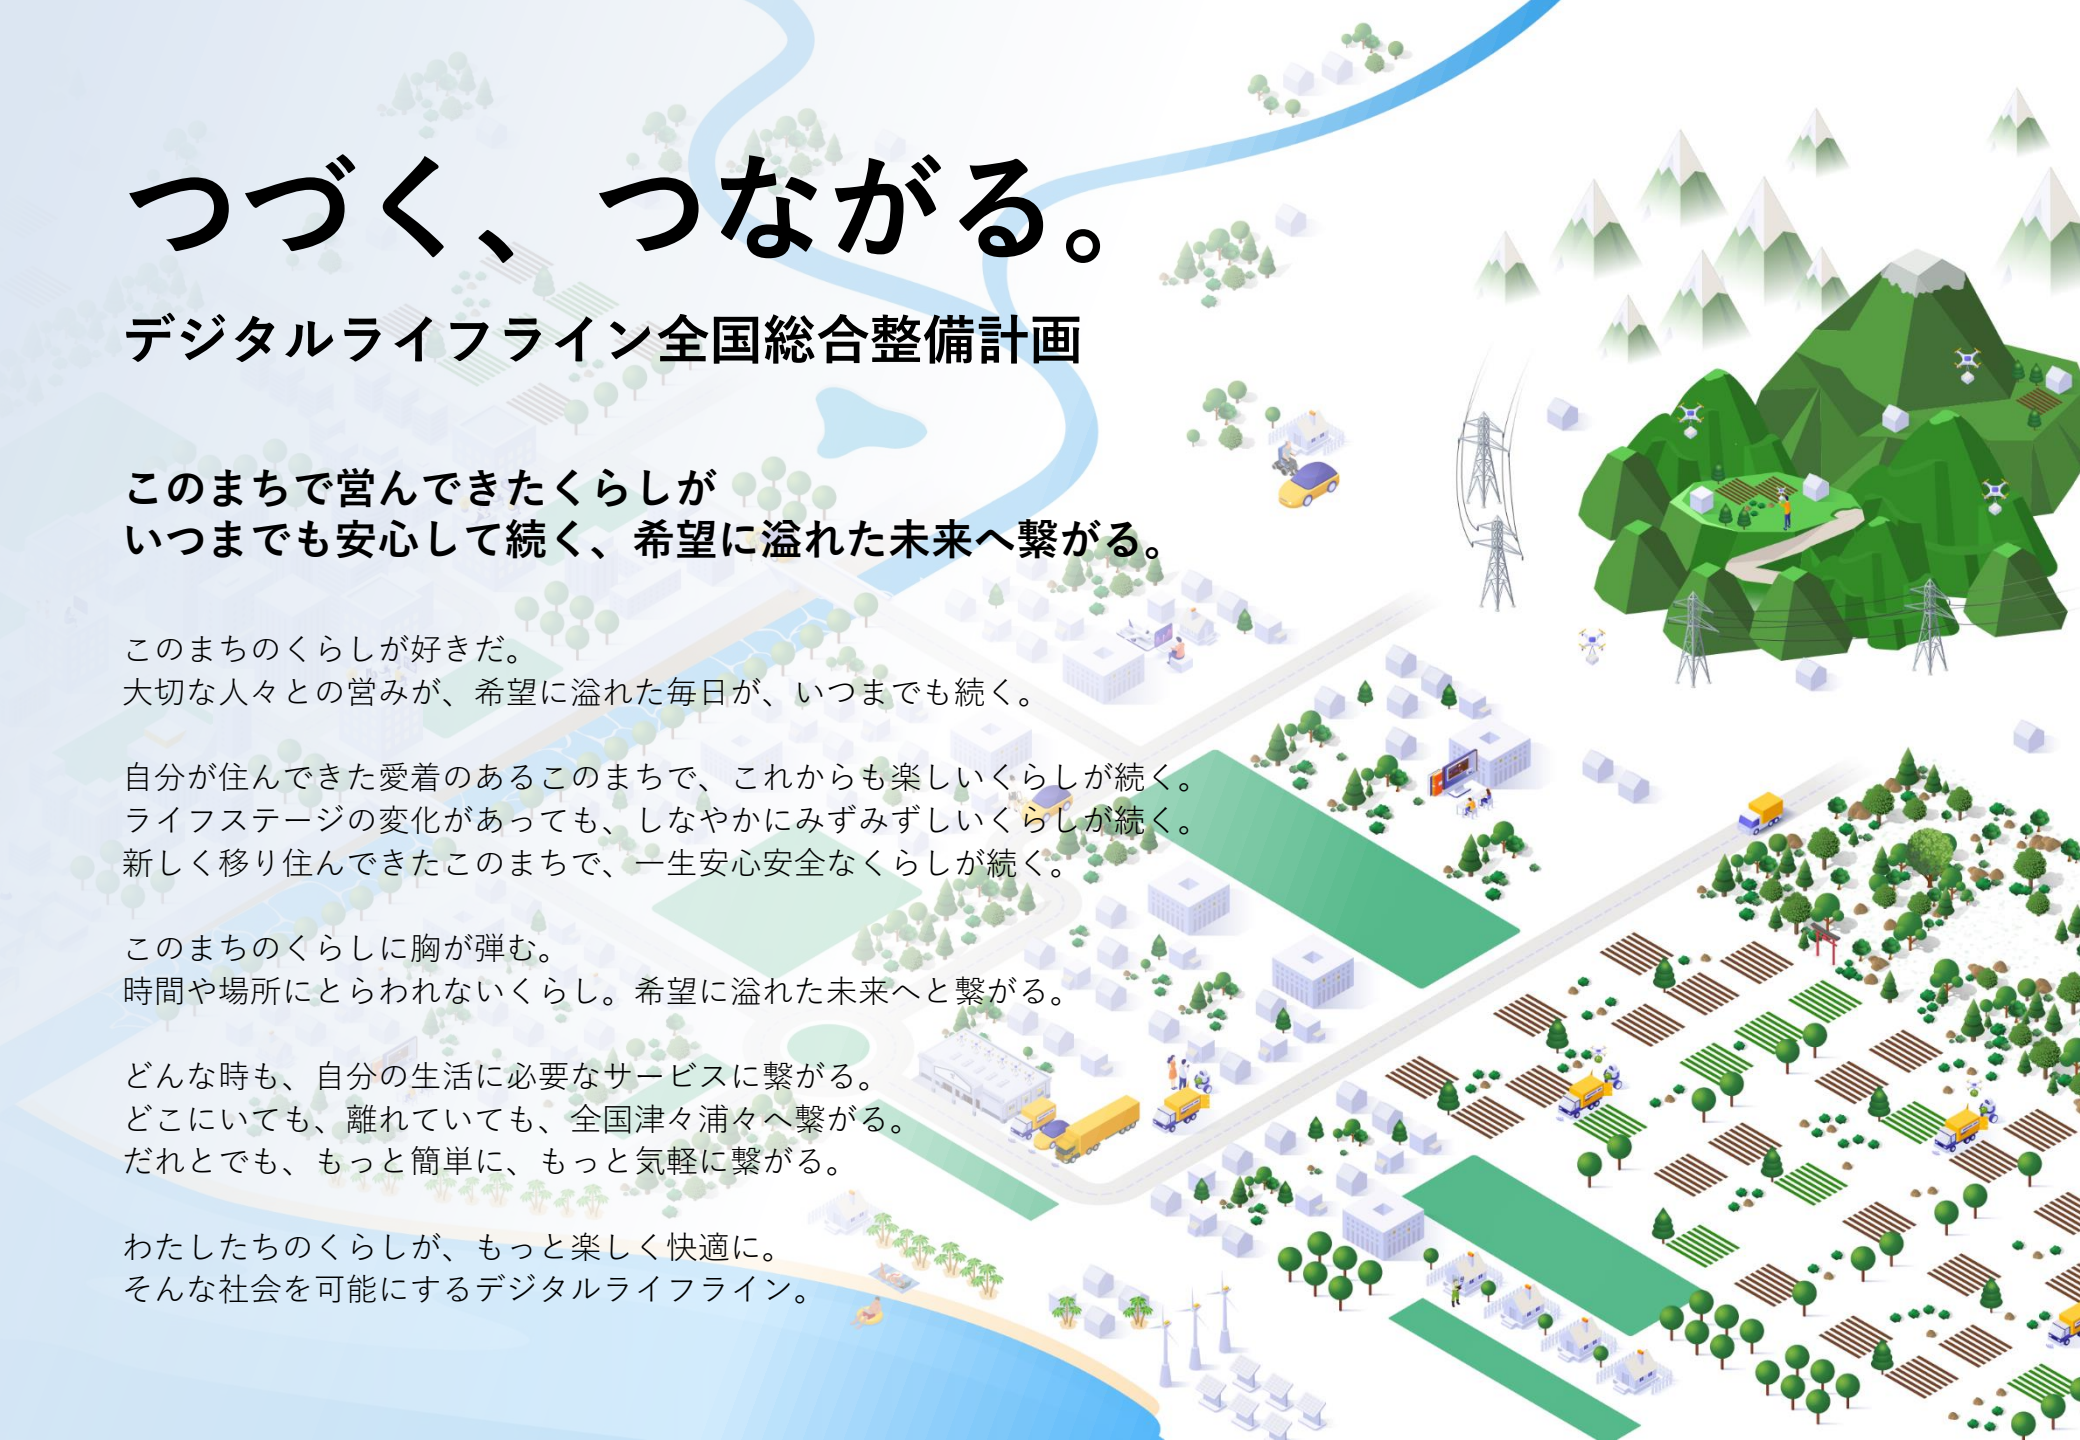 つづく、つながる。
デジタルライフライン全国総合整備計画
このまちで営んできたくらしが
いつまでも安心して続く、希望に溢れた未来へ繋がる。
このまちのくらしが好きだ。
大切な人々との営みが、希望に溢れた毎日が、いつまでも続く。
自分が住んできた愛着のあるこのまちで、これからも楽しいくらしが続く。
ライフステージの変化があっても、しなやかにみずみずしいくらしが続く。
新しく移り住んできたこのまちで、一生安心安全なくらしが続く。
このまちのくらしに胸が弾む。
時間や場所にとらわれないくらし。希望に溢れた未来へと繋がる。
どんな時も、自分の生活に必要なサービスに繋がる。
どこにいても、離れていても、全国津々浦々へ繋がる。
だれとでも、もっと簡単に、もっと気軽に繋がる。
わたしたちのくらしが、もっと楽しく快適に。
そんな社会を可能にするデジタルライフライン。